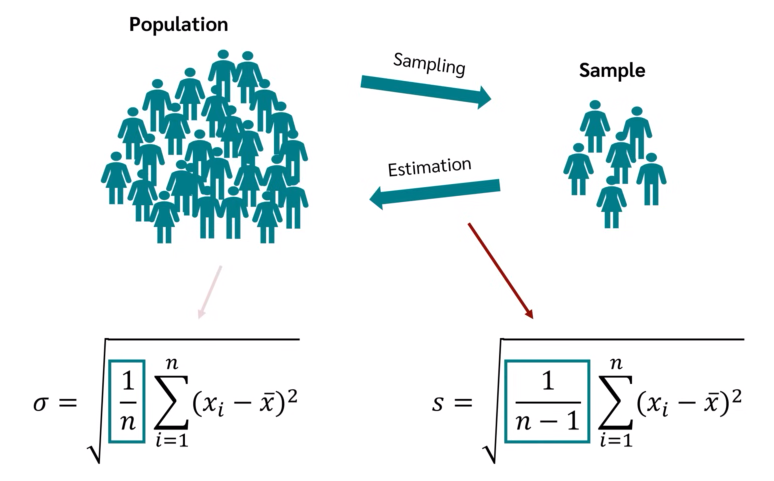 Population
Sampling
Sample
Estimation
σ = √(1/n ∑_{i=1}^{n} (x_i − x̄)²)
s = √(1/(n − 1) ∑_{i=1}^{n} (x_i − x̄)²)